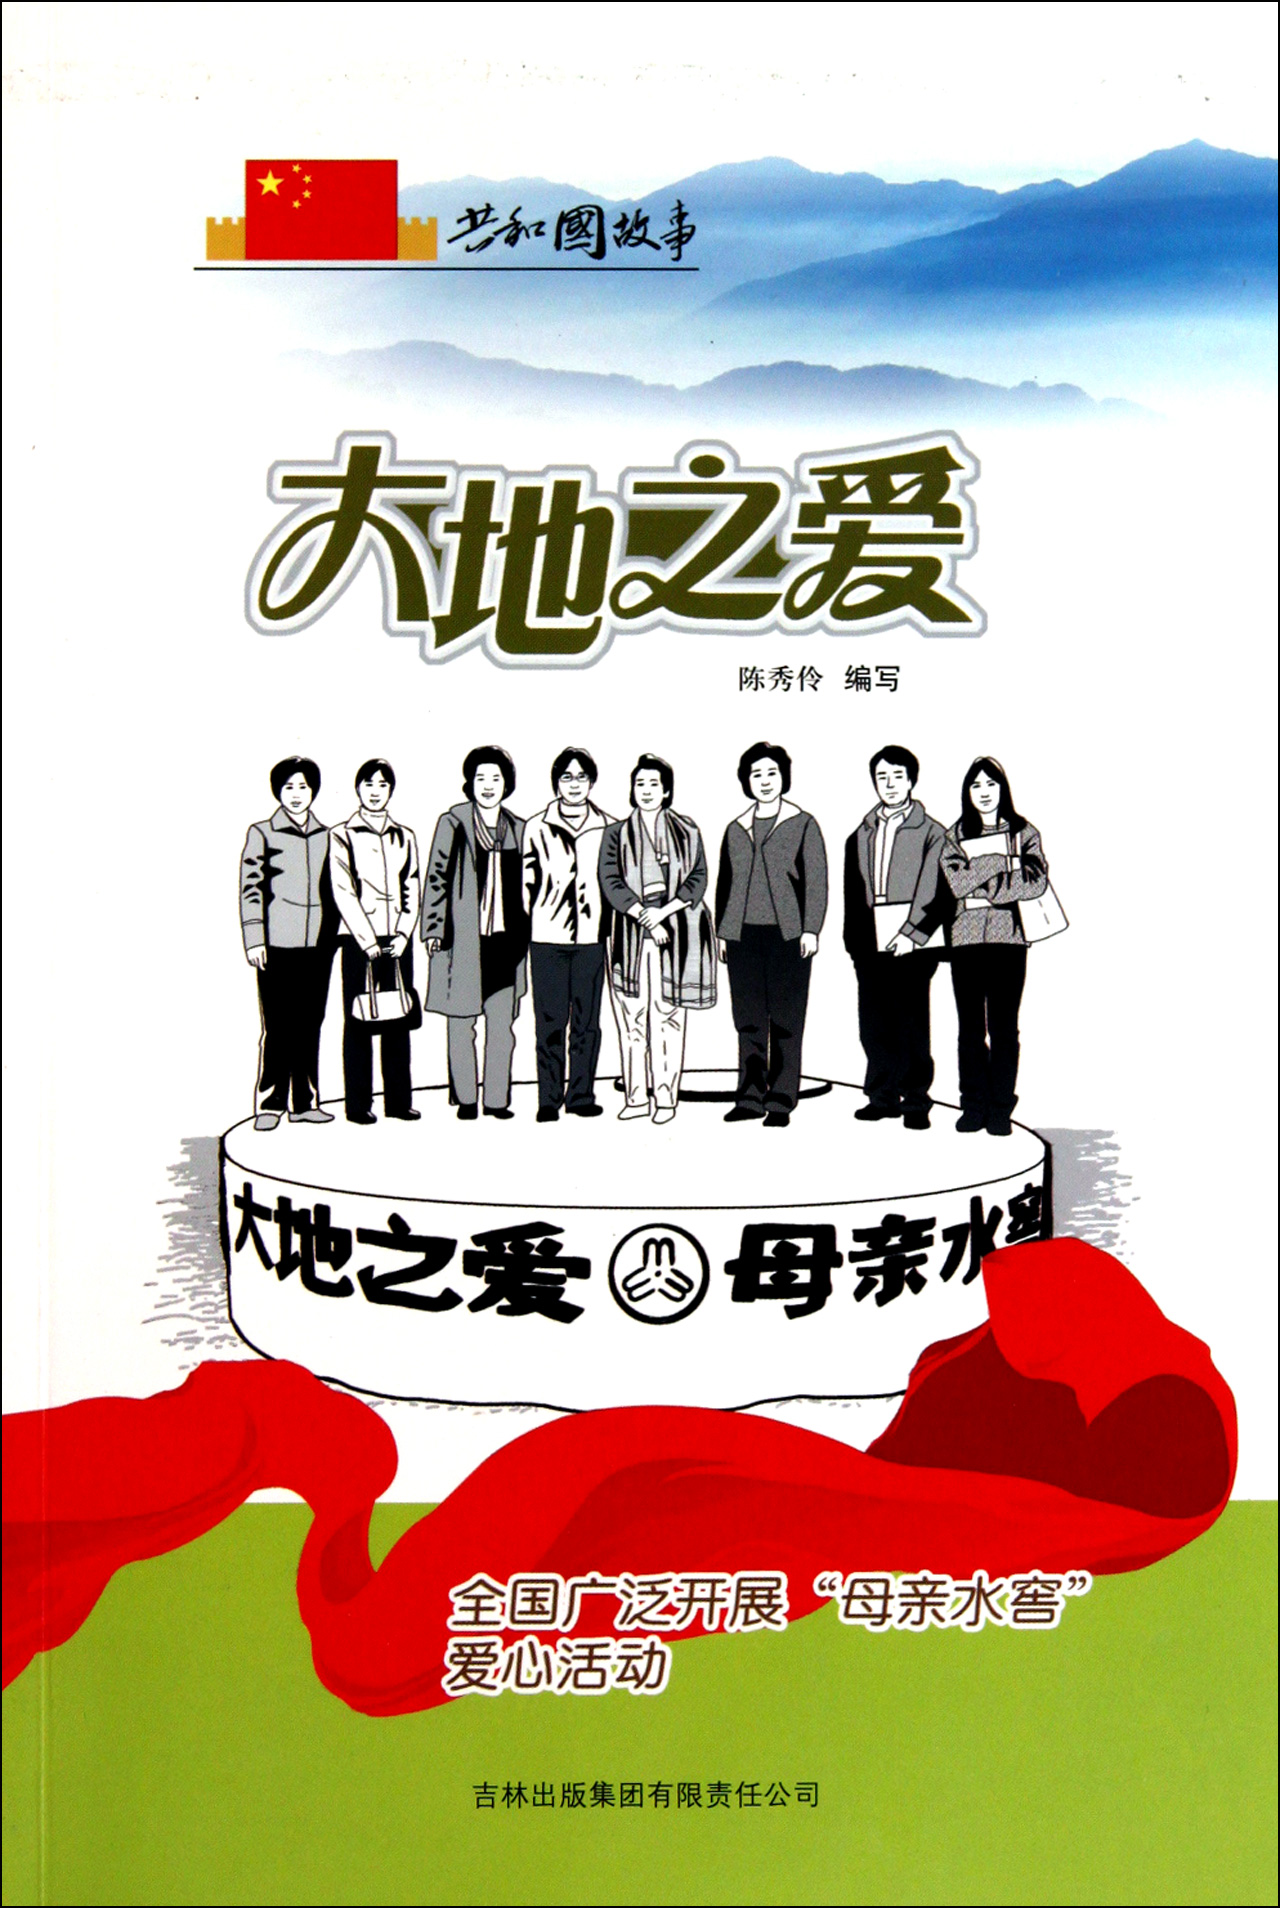 共和國故事
大地之爱
陈秀伶 编写
大地之爱 母亲水窖
全国广泛开展“母亲水窖”
爱心活动
吉林出版集团有限责任公司